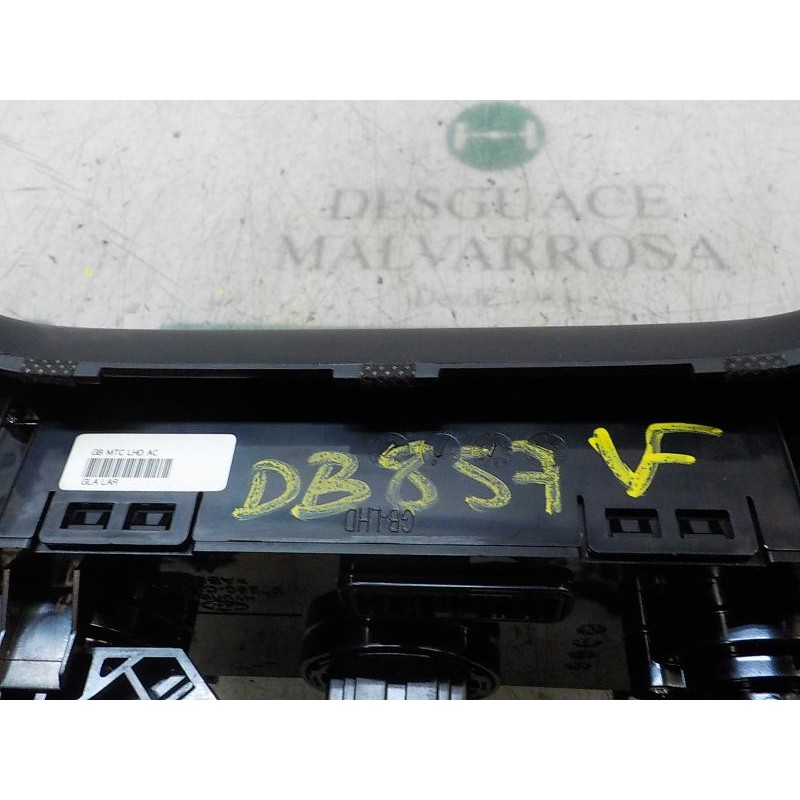 DESGUACE
MALVARROSA
GB MTC LHD AC
GLA/LAR
DB857 VF
GB-LHD